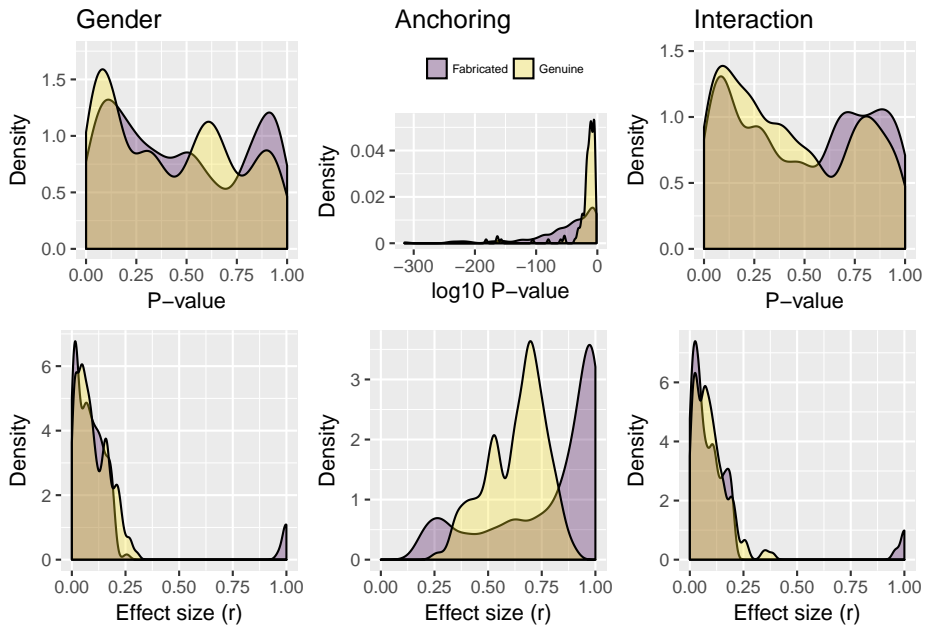 Gender
Anchoring
Interaction
Fabricated
Genuine
Density
1.5
1.0
0.5
0.0
0.00 0.25 0.50 0.75 1.00
P−value
Density
0.04
0.02
0
−300 −200 −100 0
log10 P−value
Density
1.5
1.0
0.5
0.0
0.00 0.25 0.50 0.75 1.00
P−value
Density
6
4
2
0
0.00 0.25 0.50 0.75 1.00
Effect size (r)
Density
3
2
1
0
0.00 0.25 0.50 0.75 1.00
Effect size (r)
Density
6
4
2
0
0.00 0.25 0.50 0.75 1.00
Effect size (r)